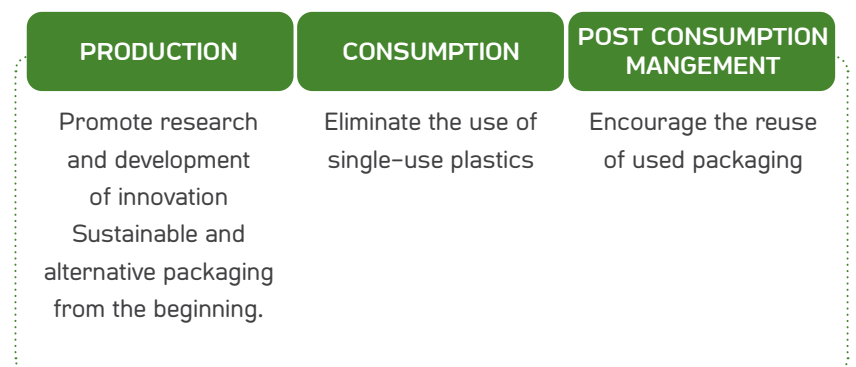 PRODUCTION
Promote research
and development
of innovation
Sustainable and
alternative packaging
from the beginning.
CONSUMPTION
Eliminate the use of
single-use plastics
POST CONSUMPTION
MANGEMENT
Encourage the reuse
of used packaging